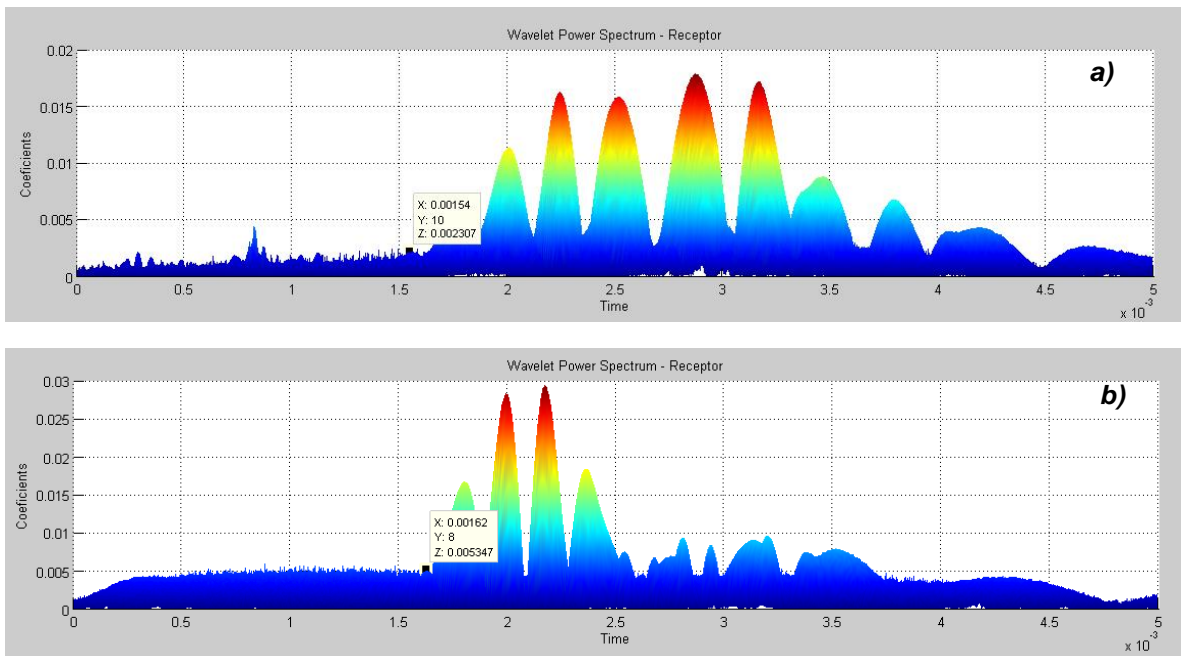 Wavelet Power Spectrum - Receptor
a)
0.02
0.015
0.01
0.005
0
Coeficients
X: 0.00154
Y: 10
Z: 0.002307
0 0.5 1 1.5 2 2.5 3 3.5 4 4.5 5
Time
x 10⁻³
Wavelet Power Spectrum - Receptor
b)
0.03
0.025
0.02
0.015
0.01
0.005
0
Coeficients
X: 0.00162
Y: 8
Z: 0.005347
0 0.5 1 1.5 2 2.5 3 3.5 4 4.5 5
Time
x 10⁻³